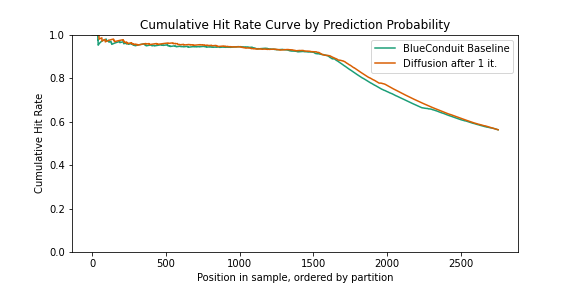 Cumulative Hit Rate Curve by Prediction Probability
BlueConduit Baseline
Diffusion after 1 it.
Cumulative Hit Rate
1.0
0.8
0.6
0.4
0.2
0.0
0 500 1000 1500 2000 2500
Position in sample, ordered by partition